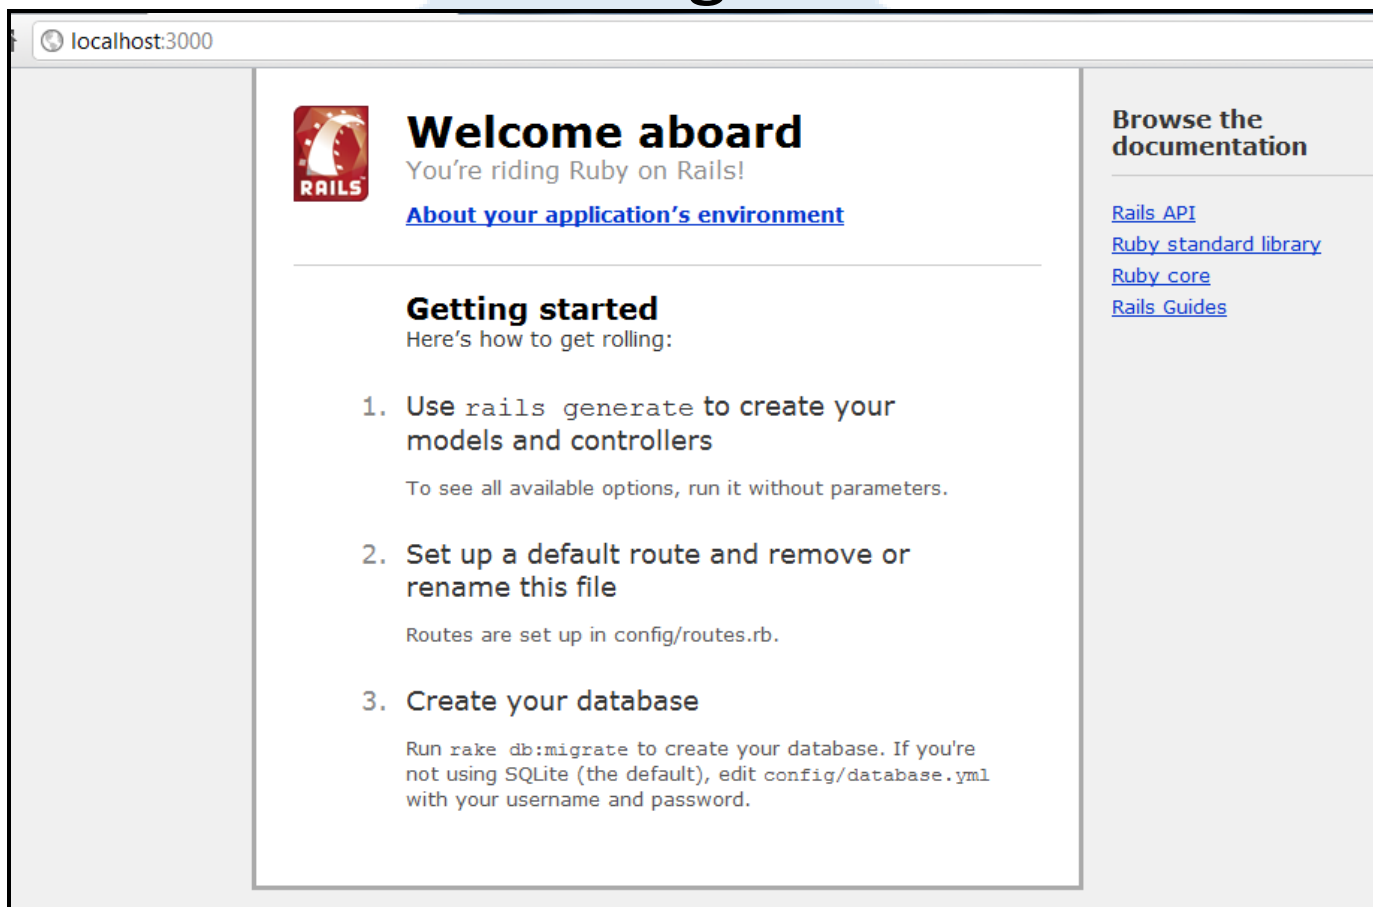 localhost:3000
RAILS
Welcome aboard
You're riding Ruby on Rails!
About your application's environment
Getting started
Here's how to get rolling:
1. Use rails generate to create your
models and controllers
To see all available options, run it without parameters.
2. Set up a default route and remove or
rename this file
Routes are set up in config/routes.rb.
3. Create your database
Run rake db:migrate to create your database. If you're
not using SQLite (the default), edit config/database.yml
with your username and password.
Browse the
documentation
Rails API
Ruby standard library
Ruby core
Rails Guides